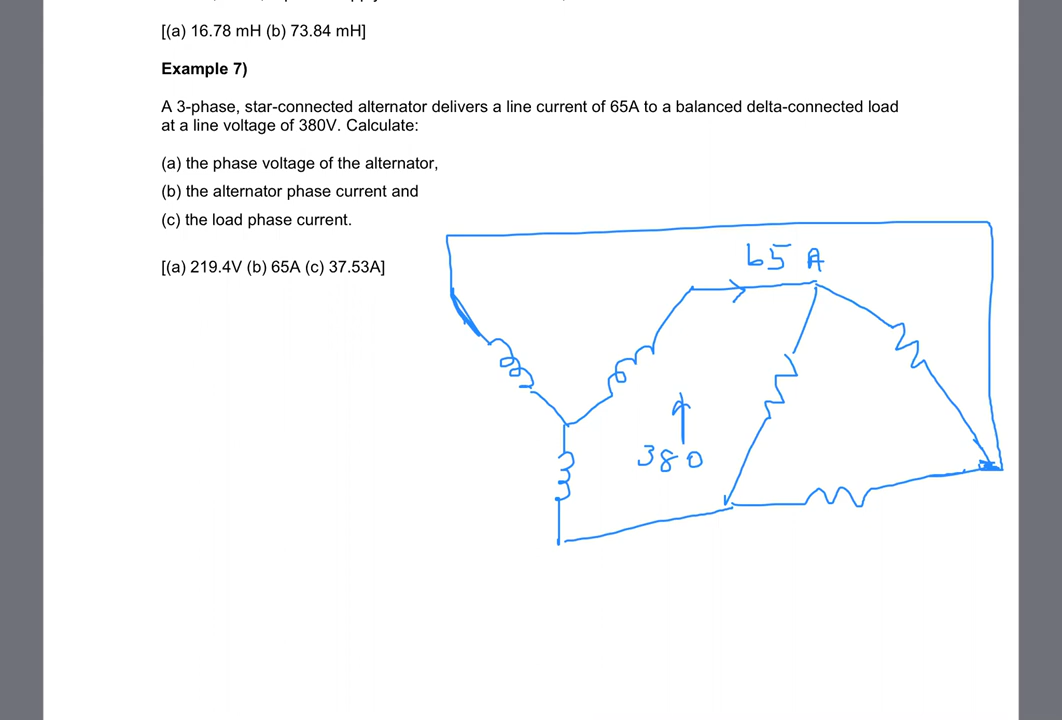 [(a) 16.78 mH (b) 73.84 mH]
Example 7)
A 3-phase, star-connected alternator delivers a line current of 65A to a balanced delta-connected load
at a line voltage of 380V. Calculate:
(a) the phase voltage of the alternator,
(b) the alternator phase current and
(c) the load phase current.
[(a) 219.4V (b) 65A (c) 37.53A]
65 A
380